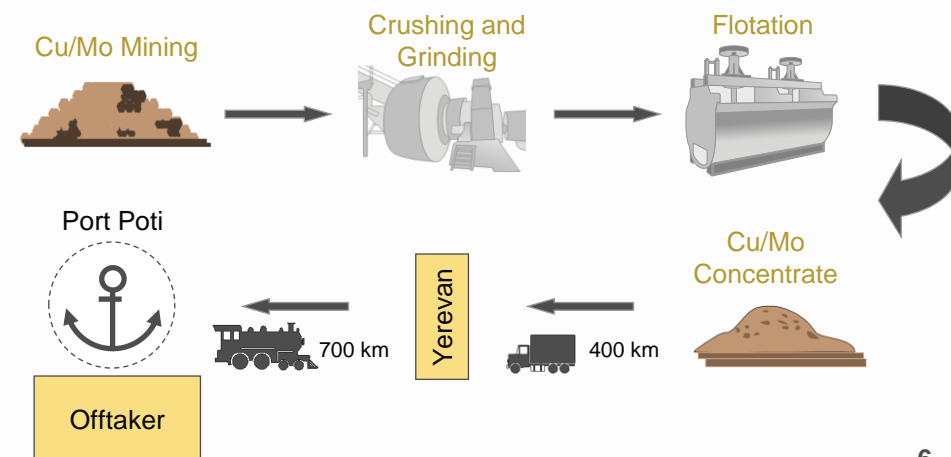 Cu/Mo Mining
Crushing and
Grinding
Flotation
Cu/Mo
Concentrate
400 km
Yerevan
700 km
Port Poti
Offtaker
6